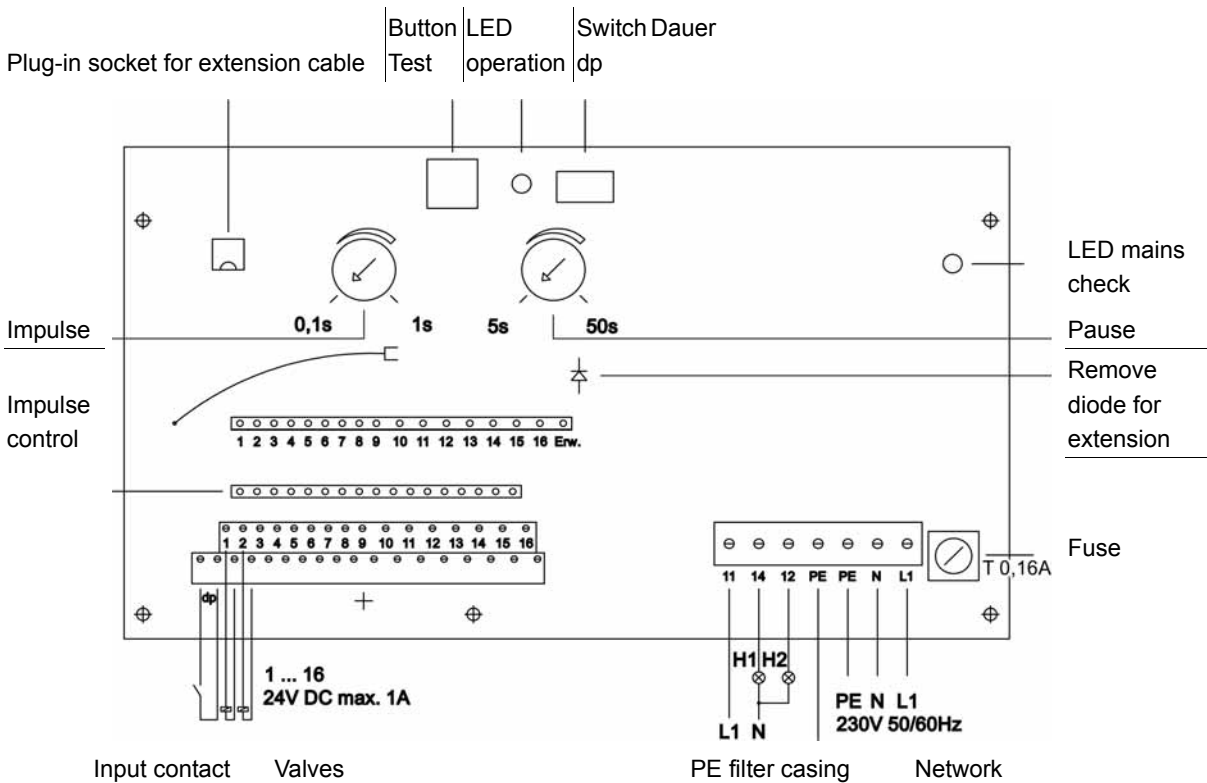 Button LED Switch Dauer
Plug-in socket for extension cable Test operation dp
LED mains
check
0,1s 1s 5s 50s
Impulse Pause
Remove
diode for
extension
Impulse
control
1 2 3 4 5 6 7 8 9 10 11 12 13 14 15 16 Erw.
1 2 3 4 5 6 7 8 9 10 11 12 13 14 15 16
Fuse
T 0,16A
11 14 12 PE PE N L1
dp
H1 H2
1 ... 16
24V DC max. 1A
PE N L1
230V 50/60Hz
L1 N
Input contact Valves PE filter casing Network